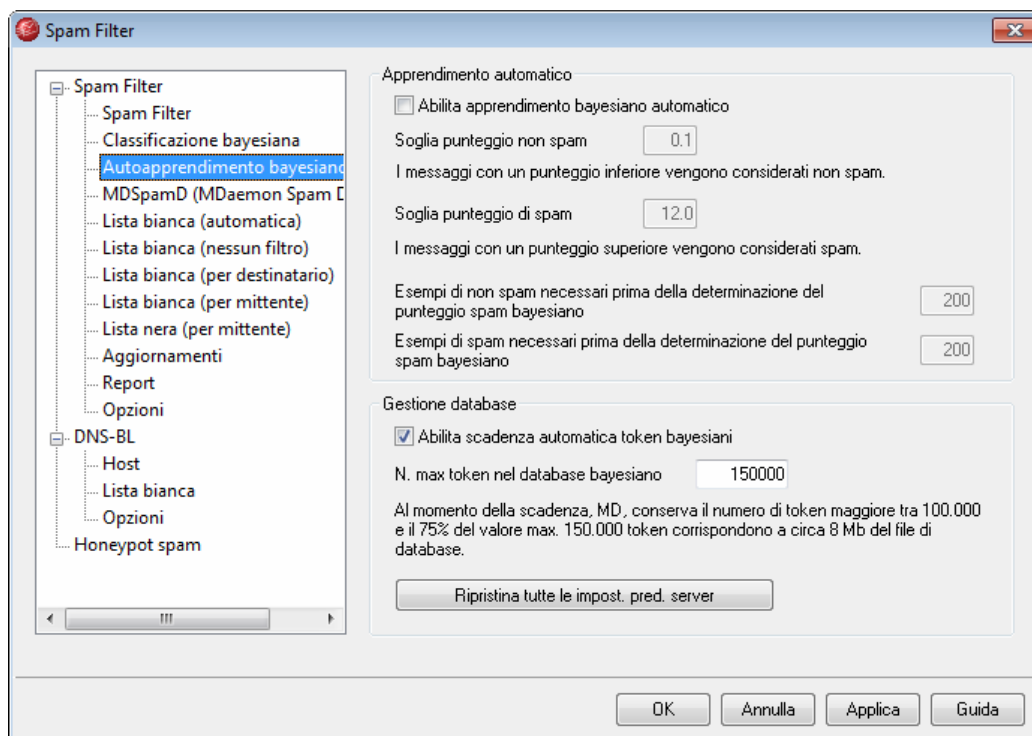 Spam Filter
Spam Filter
Spam Filter
Classificazione bayesiana
Autoapprendimento bayesiano
MDSpamD (MDaemon Spam D
Lista bianca (automatica)
Lista bianca (nessun filtro)
Lista bianca (per destinatario)
Lista bianca (per mittente)
Lista nera (per mittente)
Aggiornamenti
Report
Opzioni
DNS-BL
Host
Lista bianca
Opzioni
Honeypot spam
Apprendimento automatico
Abilita apprendimento bayesiano automatico
Soglia punteggio non spam 0.1
I messaggi con un punteggio inferiore vengono considerati non spam.
Soglia punteggio di spam 12.0
I messaggi con un punteggio superiore vengono considerati spam.
Esempi di non spam necessari prima della determinazione del
punteggio spam bayesiano 200
Esempi di spam necessari prima della determinazione del punteggio
spam bayesiano 200
Gestione database
Abilita scadenza automatica token bayesiani
N. max token nel database bayesiano 150000
Al momento della scadenza, MD, conserva il numero di token maggiore tra 100.000
e il 75% del valore max. 150.000 token corrispondono a circa 8 Mb del file di
database.
Ripristina tutte le impost. pred. server
OK Annulla Applica Guida